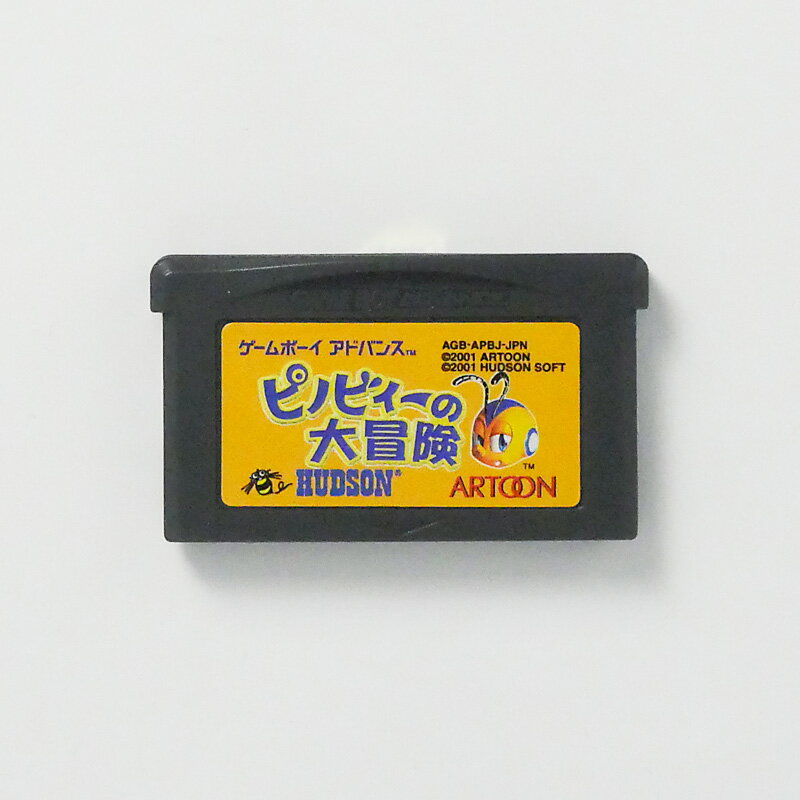 ゲームボーイ アドバンス™
AGB-APBJ-JPN
©2001 ARTOON
©2001 HUDSON SOFT
ピノビィーの
大冒険
™
HUDSON®
ARTOON